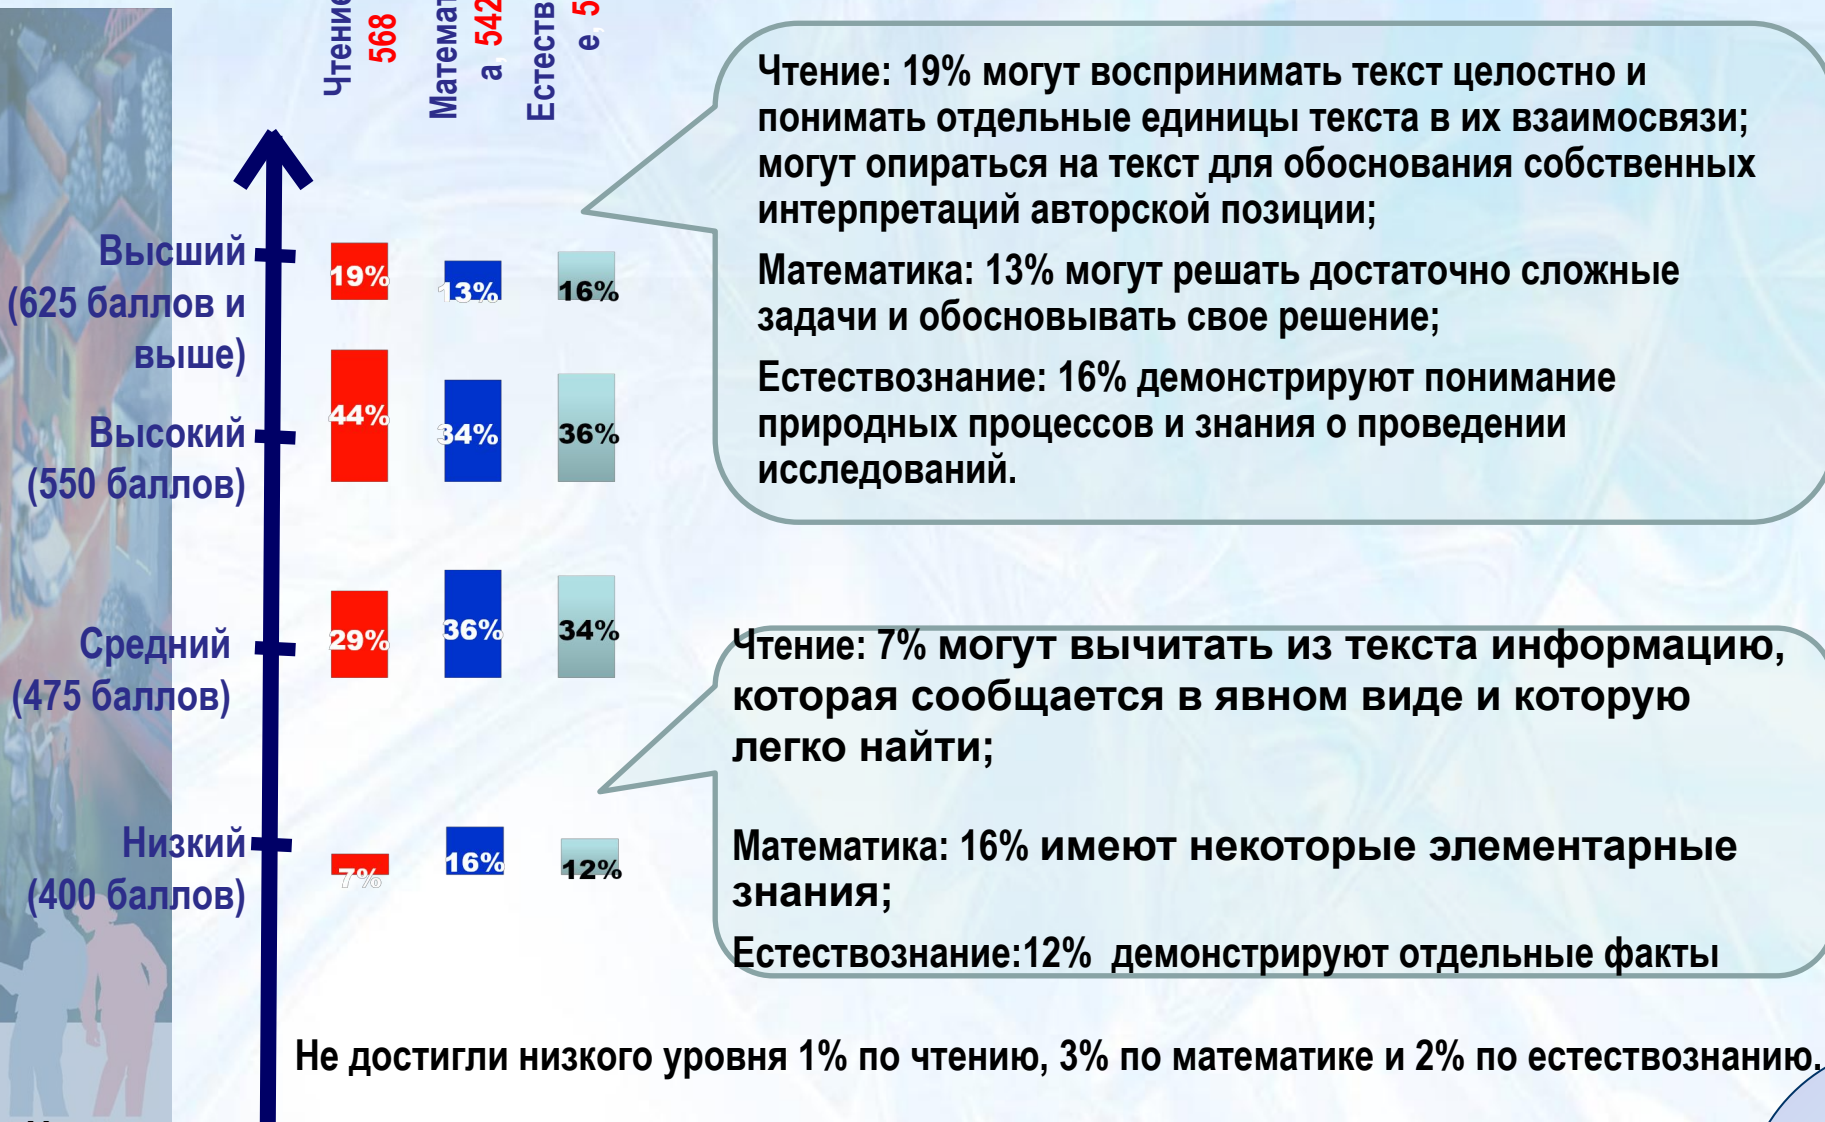 Чтение
568
Математ
а, 542
Естеств
е, 5
Чтение: 19% могут воспринимать текст целостно и
понимать отдельные единицы текста в их взаимосвязи;
могут опираться на текст для обоснования собственных
интерпретаций авторской позиции;
Математика: 13% могут решать достаточно сложные
задачи и обосновывать свое решение;
Естествознание: 16% демонстрируют понимание
природных процессов и знания о проведении
исследований.
Высший
(625 баллов и
выше)
19%
13%
16%
Высокий
(550 баллов)
44%
34%
36%
Средний
(475 баллов)
29%
36%
34%
Чтение: 7% могут вычитать из текста информацию,
которая сообщается в явном виде и которую
легко найти;
Математика: 16% имеют некоторые элементарные
знания;
Естествознание:12% демонстрируют отдельные факты
Низкий
(400 баллов)
7%
16%
12%
Не достигли низкого уровня 1% по чтению, 3% по математике и 2% по естествознанию.